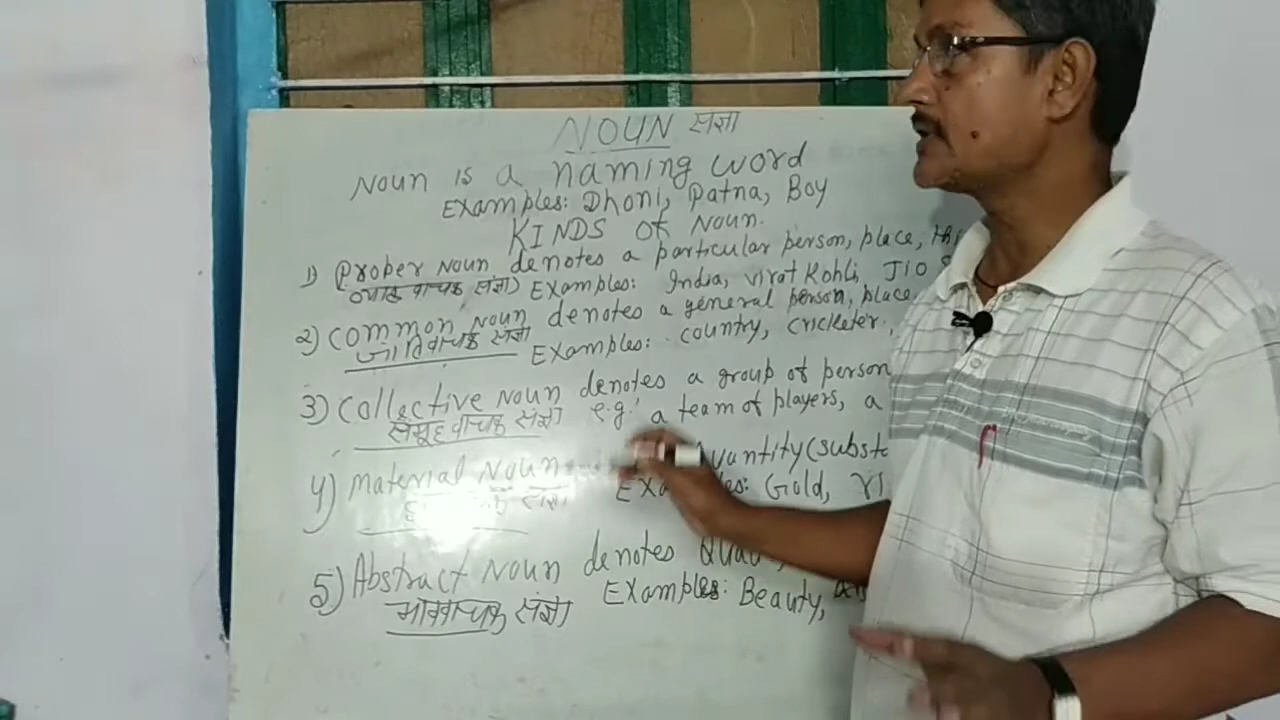 NOUN संज्ञा
Noun is a naming word
Examples: Dhoni, Patna, Boy
KINDS OF Noun.
1) Proper Noun denotes a particular person, place,
व्यक्ति वाचक संज्ञा) Examples: India, Virat Kohli, JIO
2) Common Noun denotes a general person, place
जातिवाचक संज्ञा Examples: country, cricketer,
3) Collective Noun denotes a group of person
समूहवाचक संज्ञा e.g. a team of players, a
4) Material Noun Quantity (subst
संज्ञा Gold,
5) Abstract Noun denotes
भाववाचक संज्ञा Examples: Beauty,